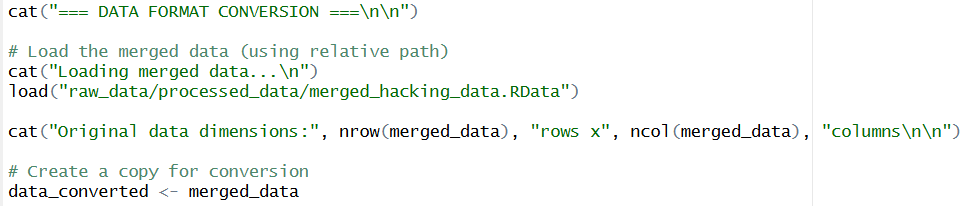 cat("=== DATA FORMAT CONVERSION ===\n\n")
# Load the merged data (using relative path)
cat("Loading merged data...\n")
load("raw_data/processed_data/merged_hacking_data.RData")
cat("Original data dimensions:", nrow(merged_data), "rows x", ncol(merged_data), "columns\n\n")
# Create a copy for conversion
data_converted <- merged_data